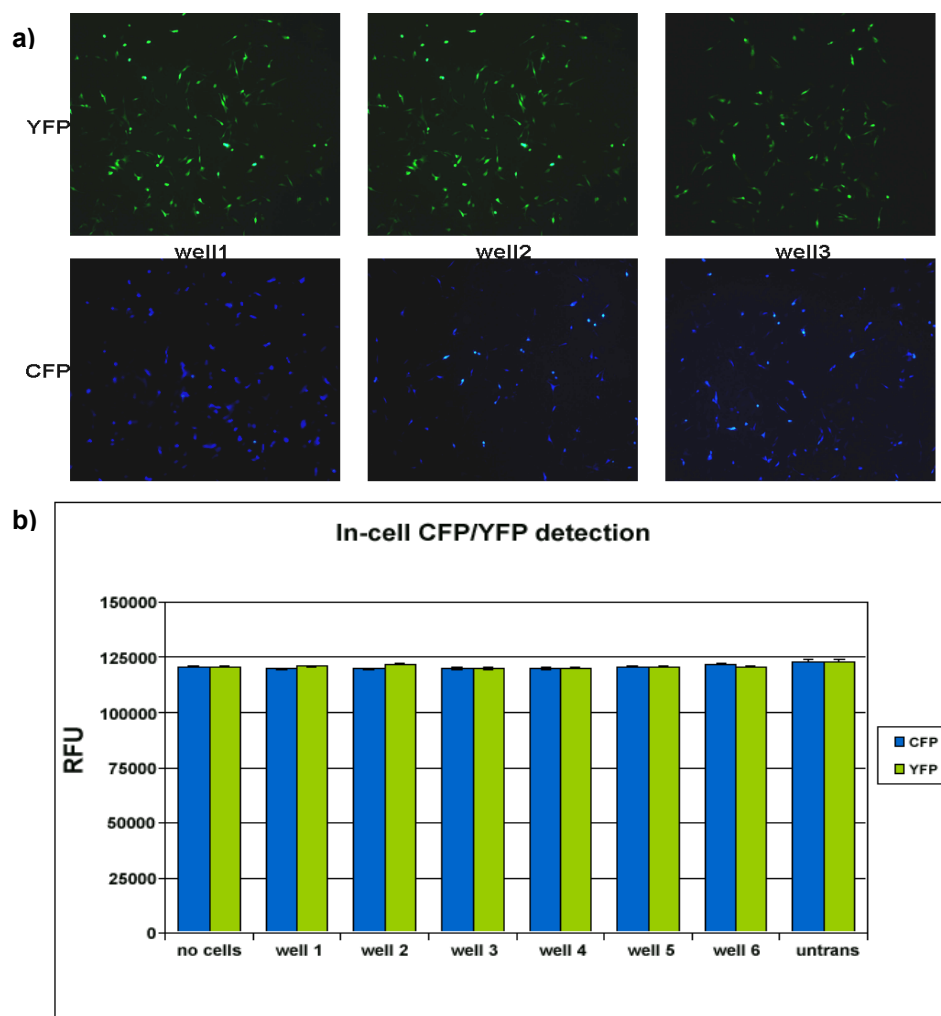 a)
YFP
well1 well2 well3
CFP
b)
In-cell CFP/YFP detection
150000
125000
100000
75000
50000
25000
0
RFU
no cells well 1 well 2 well 3 well 4 well 5 well 6 untrans
CFP
YFP